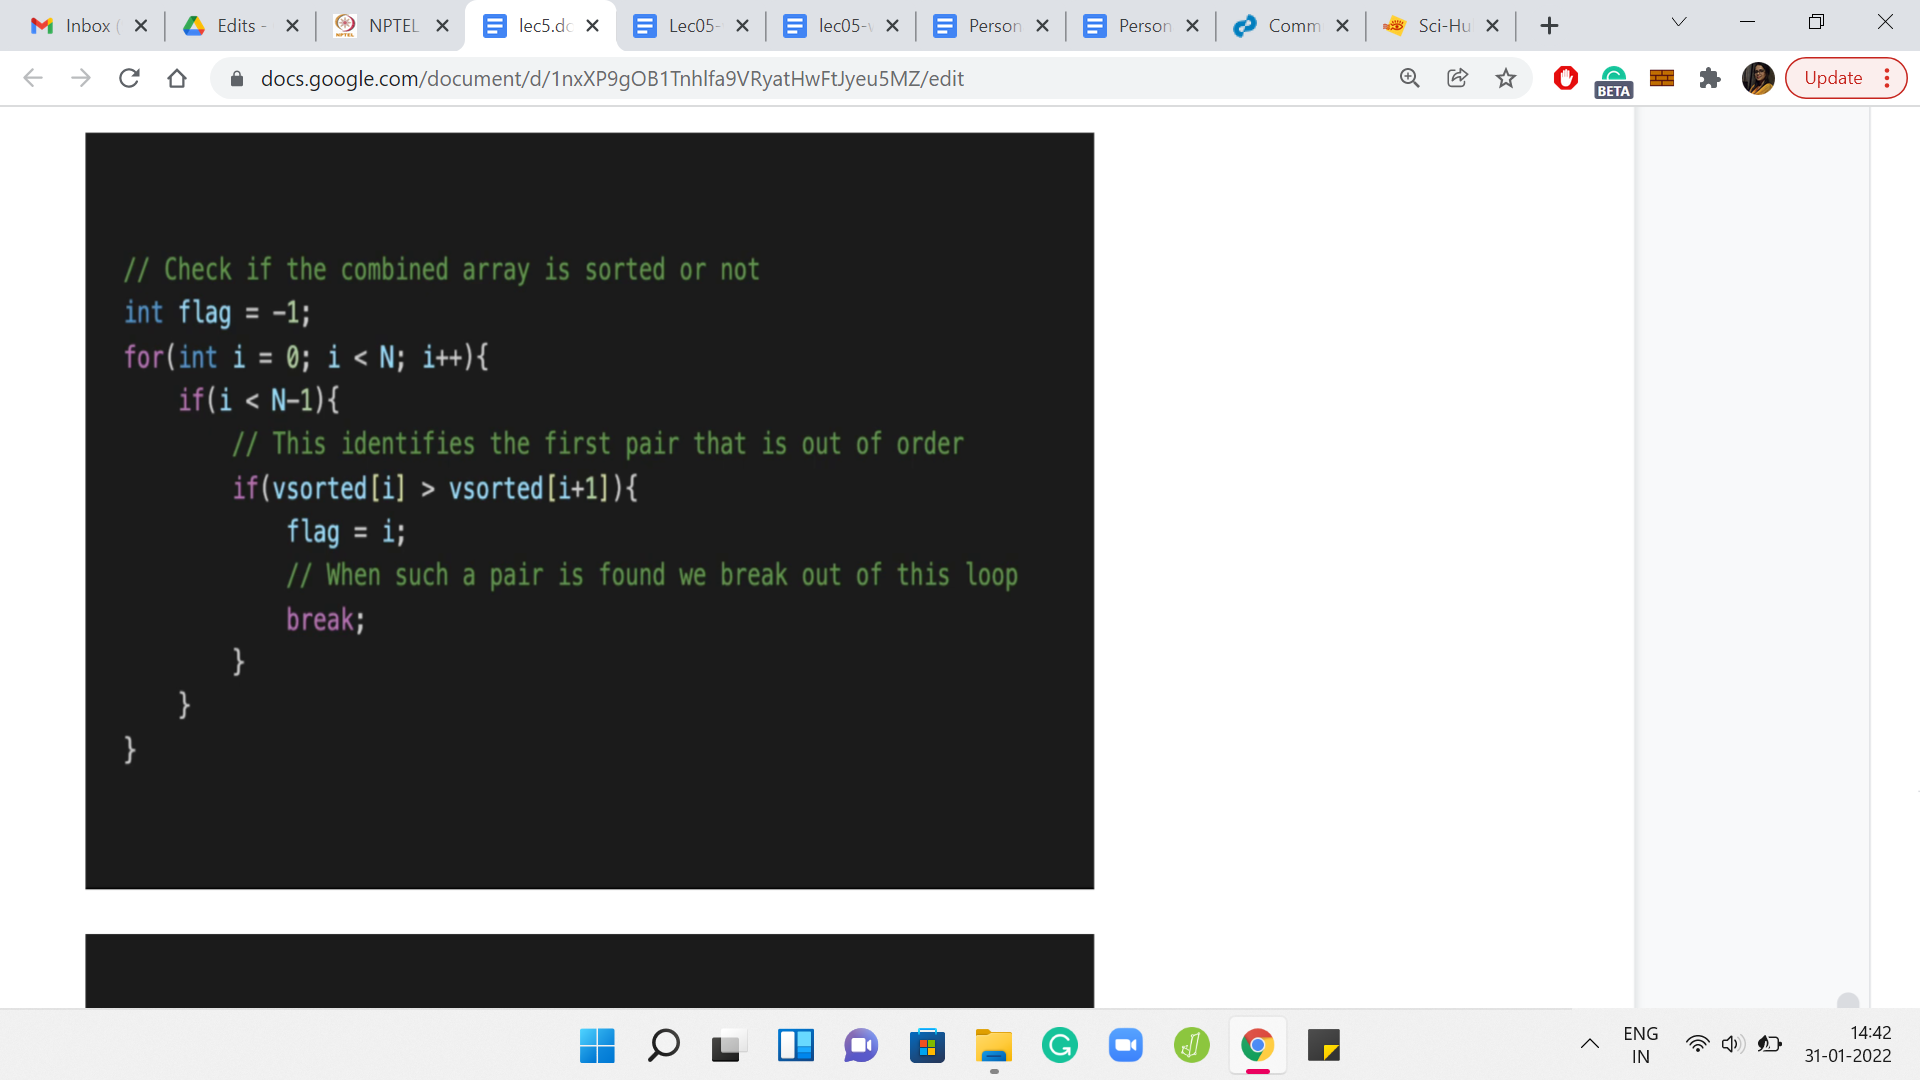 Inbox (
Edits -
NPTEL
lec5.dc
Lec05-
lec05-v
Person
Person
Comm
Sci-Hu
docs.google.com/document/d/1nxXP9gOB1Tnhlfa9VRyatHwFtJyeu5MZ/edit
BETA
Update
// Check if the combined array is sorted or not
int flag = -1;
for(int i = 0; i < N; i++){
if(i < N-1){
// This identifies the first pair that is out of order
if(vsorted[i] > vsorted[i+1]){
flag = i;
// When such a pair is found we break out of this loop
break;
}
}
}
ENG
IN
14:42
31-01-2022